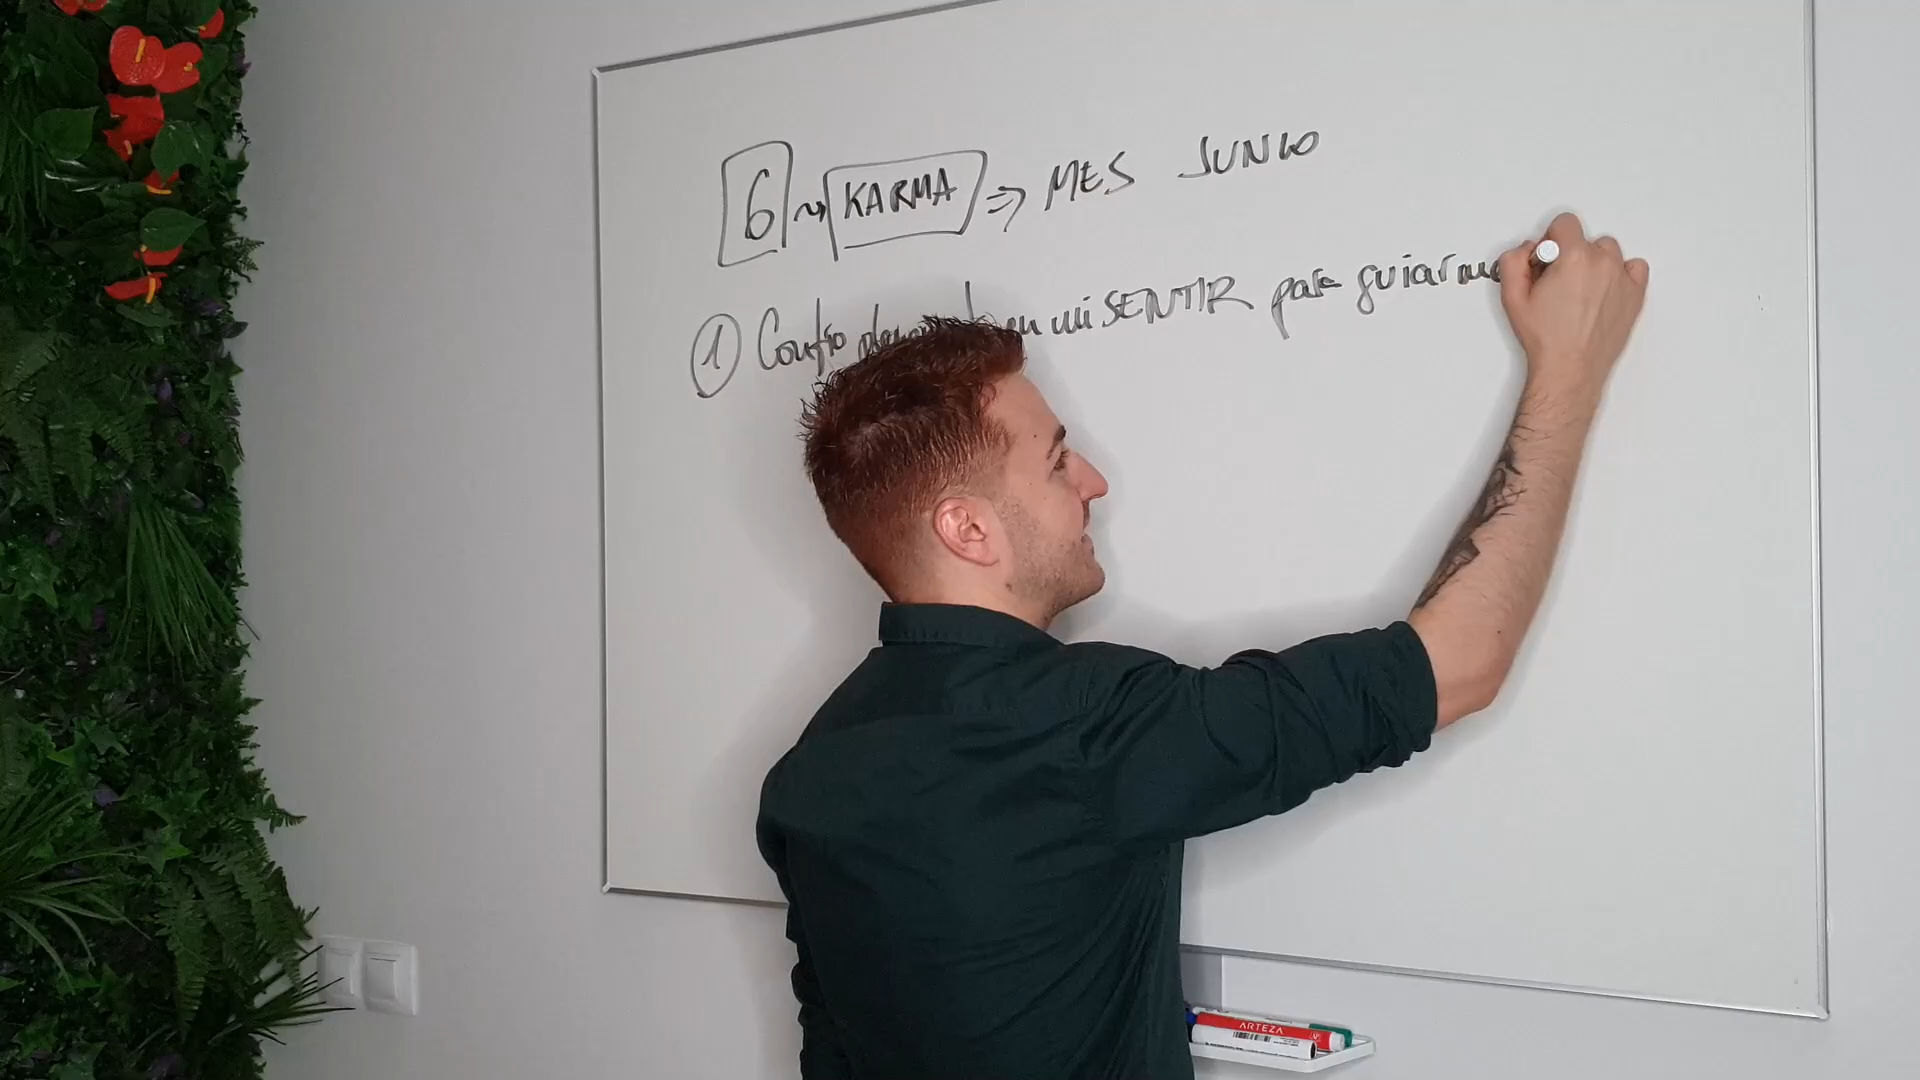 6 → KARMA ⇒ MES JUNIO
① Confío en mi SENTIR para guiarme
ARTEZA